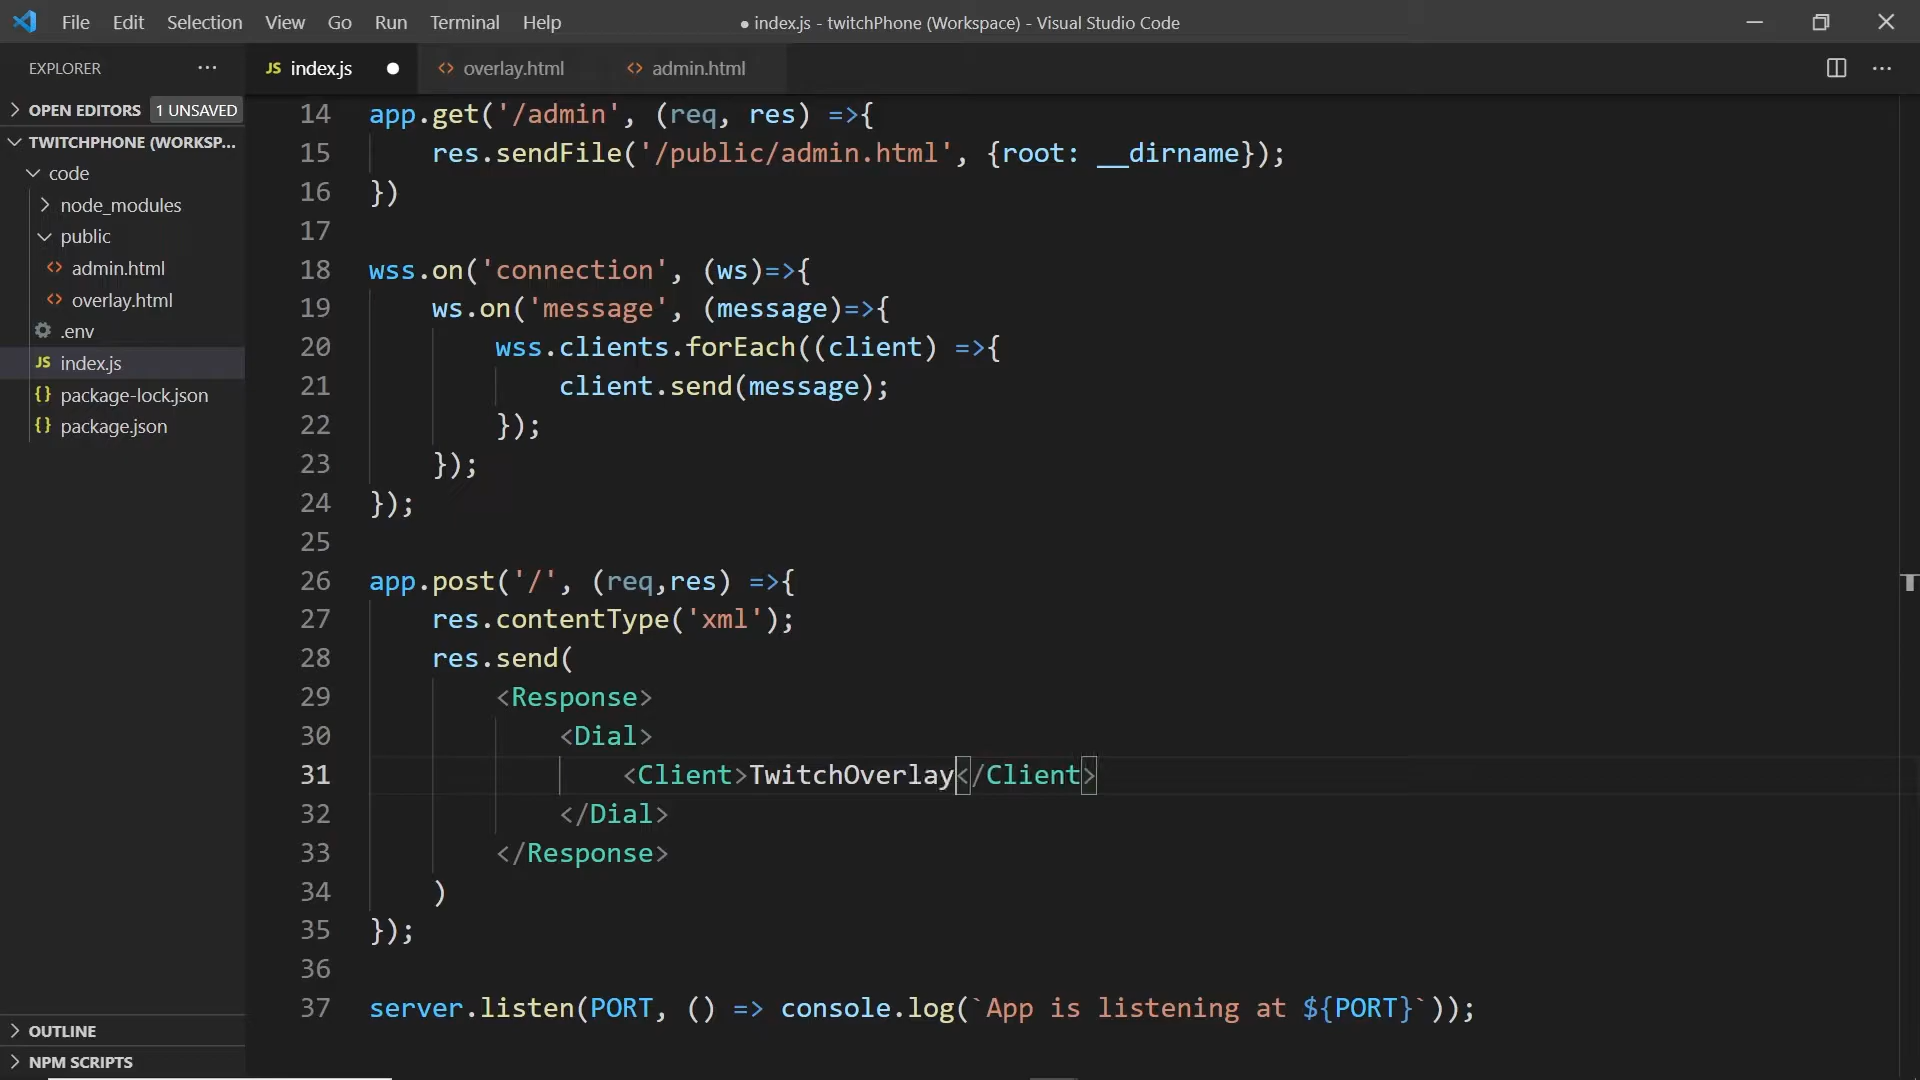 File Edit Selection View Go Run Terminal Help ● index.js - twitchPhone (Workspace) - Visual Studio Code
EXPLORER ··· JS index.js ● <> overlay.html <> admin.html ···
> OPEN EDITORS 1 UNSAVED
TWITCHPHONE (WORKSP...
code
> node_modules
public
<> admin.html
<> overlay.html
.env
JS index.js
{} package-lock.json
{} package.json
> OUTLINE
> NPM SCRIPTS
14 app.get('/admin', (req, res) =>{
15     res.sendFile('/public/admin.html', {root: __dirname});
16 })
17
18 wss.on('connection', (ws)=>{
19     ws.on('message', (message)=>{
20         wss.clients.forEach((client) =>{
21             client.send(message);
22         });
23     });
24 });
25
26 app.post('/', (req,res) =>{
27     res.contentType('xml');
28     res.send(
29         <Response>
30             <Dial>
31                 <Client>TwitchOverlay</Client>
32             </Dial>
33         </Response>
34     )
35 });
36
37 server.listen(PORT, () => console.log(`App is listening at ${PORT}`));